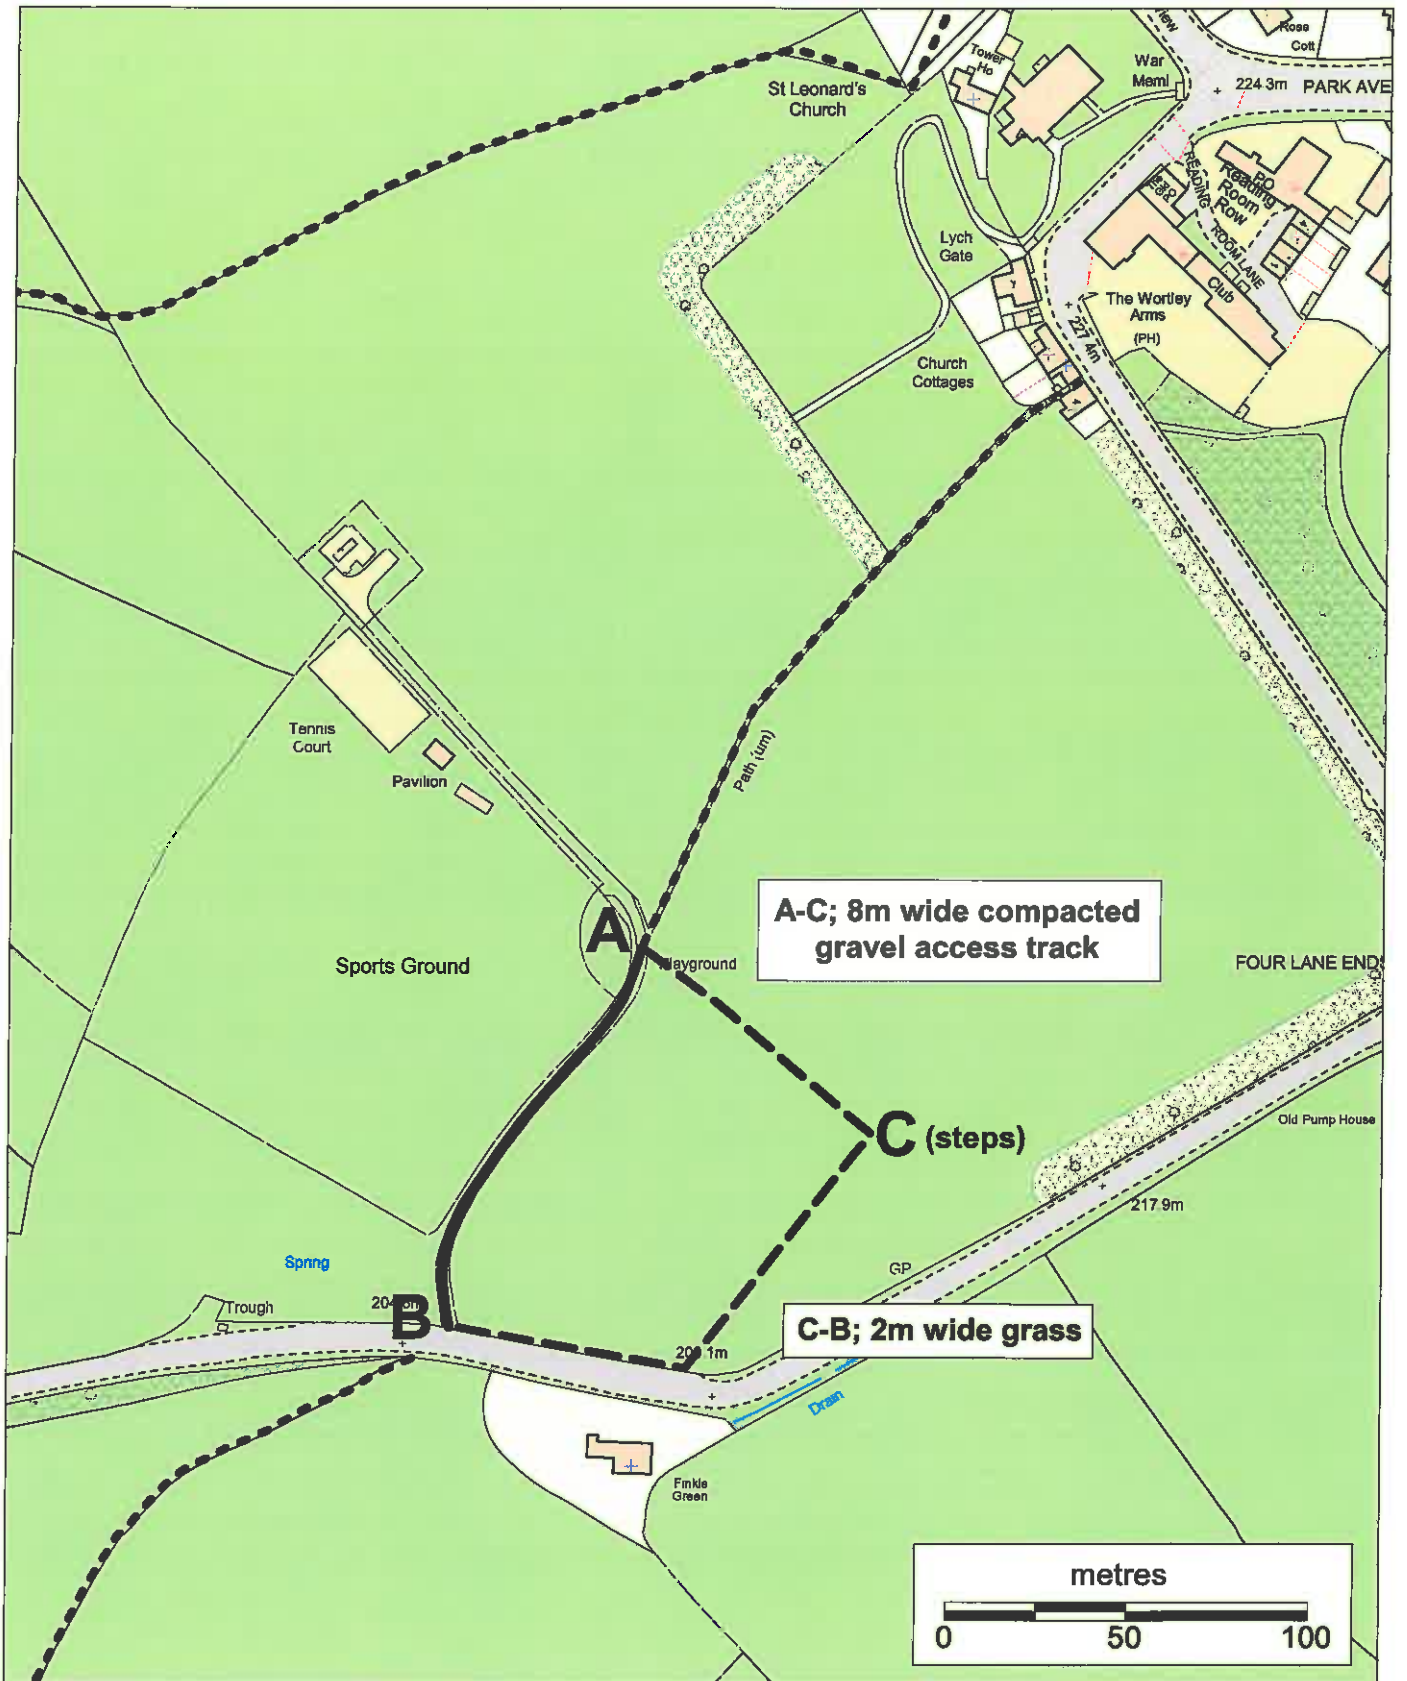 View
Rose
Cott
Tower
Ho
War
Meml
224.3m
PARK AVE
St Leonard's
Church
READING
ROOM LANE
PO
Reading
Room
Row
Lych
Gate
Club
The Wortley
Arms
(PH)
227.4m
Church
Cottages
Tennis
Court
Pavilion
Path (um)
A-C; 8m wide compacted
gravel access track
A
Playground
Sports Ground
FOUR LANE ENDS
C (steps)
Old Pump House
217.9m
Spring
GP
Trough
B
C-B; 2m wide grass
Drain
Finkle
Green
metres
0 50 100